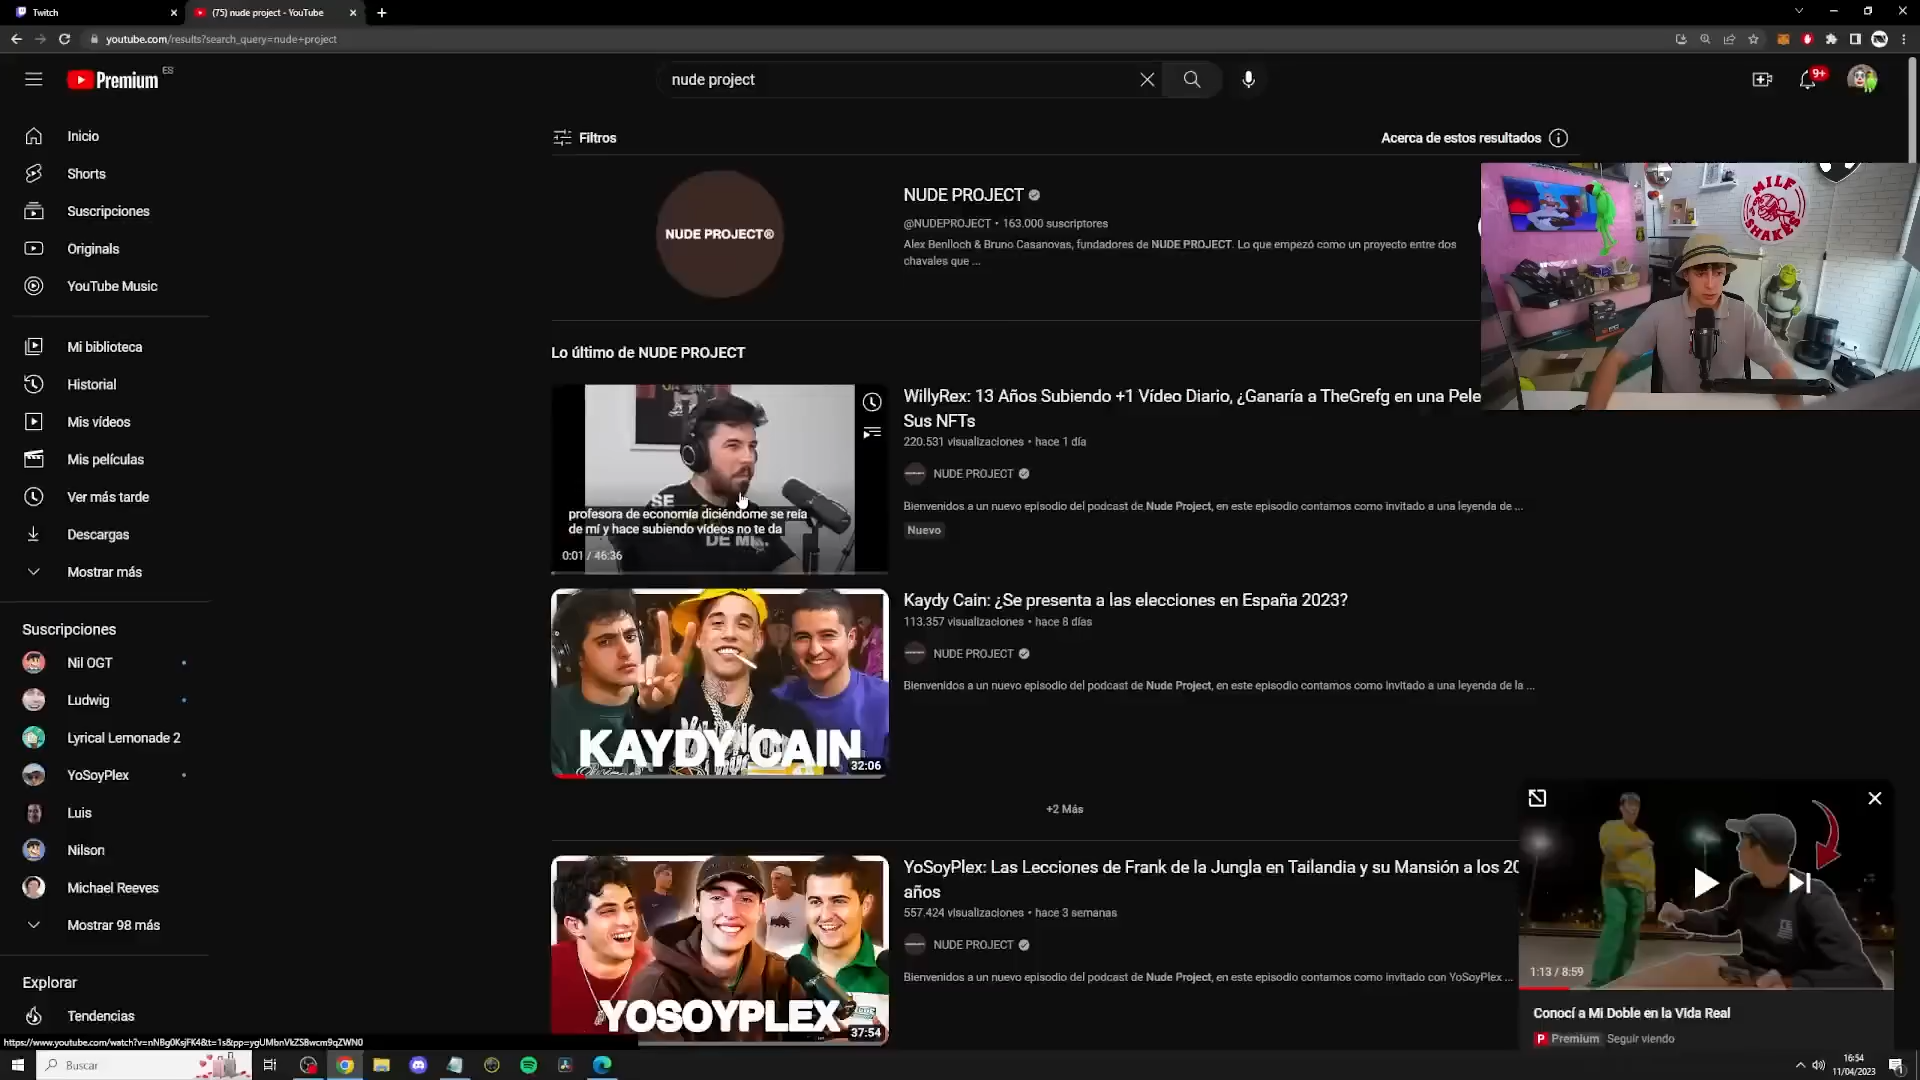 Twitch
(75) nude project - YouTube
youtube.com/results?search_query=nude+project
Premium ES
nude project
9+
Inicio
Shorts
Suscripciones
Originals
YouTube Music
Mi biblioteca
Historial
Mis vídeos
Mis películas
Ver más tarde
Descargas
Mostrar más
Suscripciones
Nil OGT
Ludwig
Lyrical Lemonade 2
YoSoyPlex
Luis
Nilson
Michael Reeves
Mostrar 98 más
Explorar
Tendencias
Filtros
Acerca de estos resultados
NUDE PROJECT®
NUDE PROJECT
@NUDEPROJECT • 163.000 suscriptores
Alex Benlloch & Bruno Casanovas, fundadores de NUDE PROJECT. Lo que empezó como un proyecto entre dos
chavales que ...
MILF
SHAKES
Lo último de NUDE PROJECT
SE
profesora de economía diciéndome se reía
de mí y hace subiendo vídeos no te da
DE MÍ...
0:01 / 46:36
WillyRex: 13 Años Subiendo +1 Vídeo Diario, ¿Ganaría a TheGrefg en una Pele
Sus NFTs
220.531 visualizaciones • hace 1 día
NUDE PROJECT
Bienvenidos a un nuevo episodio del podcast de Nude Project, en este episodio contamos como invitado a una leyenda de ...
Nuevo
KAYDY CAIN
32:06
Kaydy Cain: ¿Se presenta a las elecciones en España 2023?
113.357 visualizaciones • hace 8 días
NUDE PROJECT
Bienvenidos a un nuevo episodio del podcast de Nude Project, en este episodio contamos como invitado a una leyenda de la ...
+2 Más
YOSOYPLEX
37:54
YoSoyPlex: Las Lecciones de Frank de la Jungla en Tailandia y su Mansión a los 20
años
557.424 visualizaciones • hace 3 semanas
NUDE PROJECT
Bienvenidos a un nuevo episodio del podcast de Nude Project, en este episodio contamos como invitado con YoSoyPlex ...
1:13 / 8:59
Conocí a Mi Doble en la Vida Real
P Premium Seguir viendo
https://www.youtube.com/watch?v=nNBg0KsjFK4&t=1s&pp=ygUMbnVkZSBwcm9qZWN0
Buscar
16:54
11/04/2023